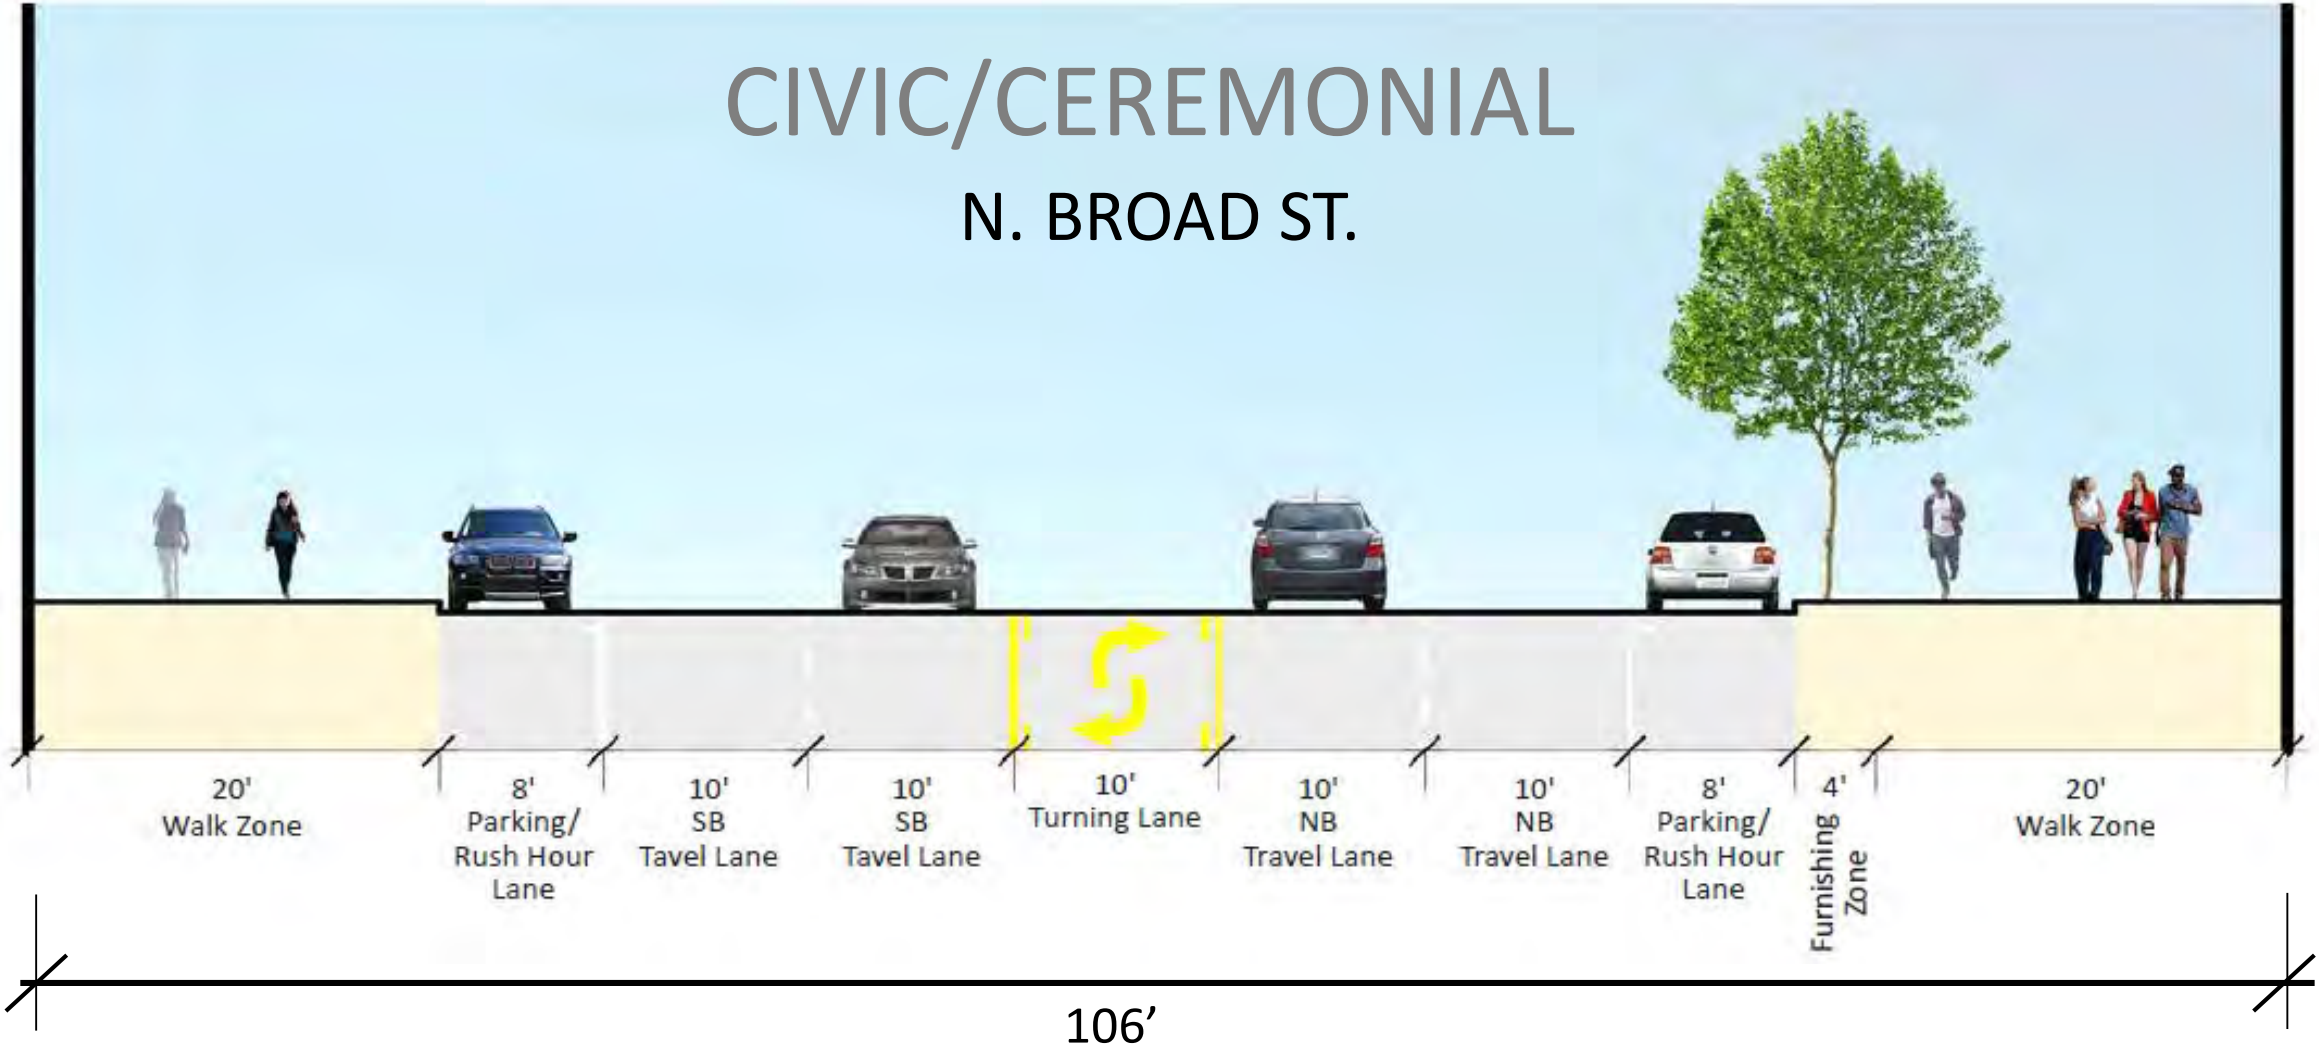 CIVIC/CEREMONIAL
N. BROAD ST.
20'
Walk Zone
8'
Parking/
Rush Hour
Lane
10'
SB
Tavel Lane
10'
SB
Tavel Lane
10'
Turning Lane
10'
NB
Travel Lane
10'
NB
Travel Lane
8'
Parking/
Rush Hour
Lane
4'
Furnishing
Zone
20'
Walk Zone
106’